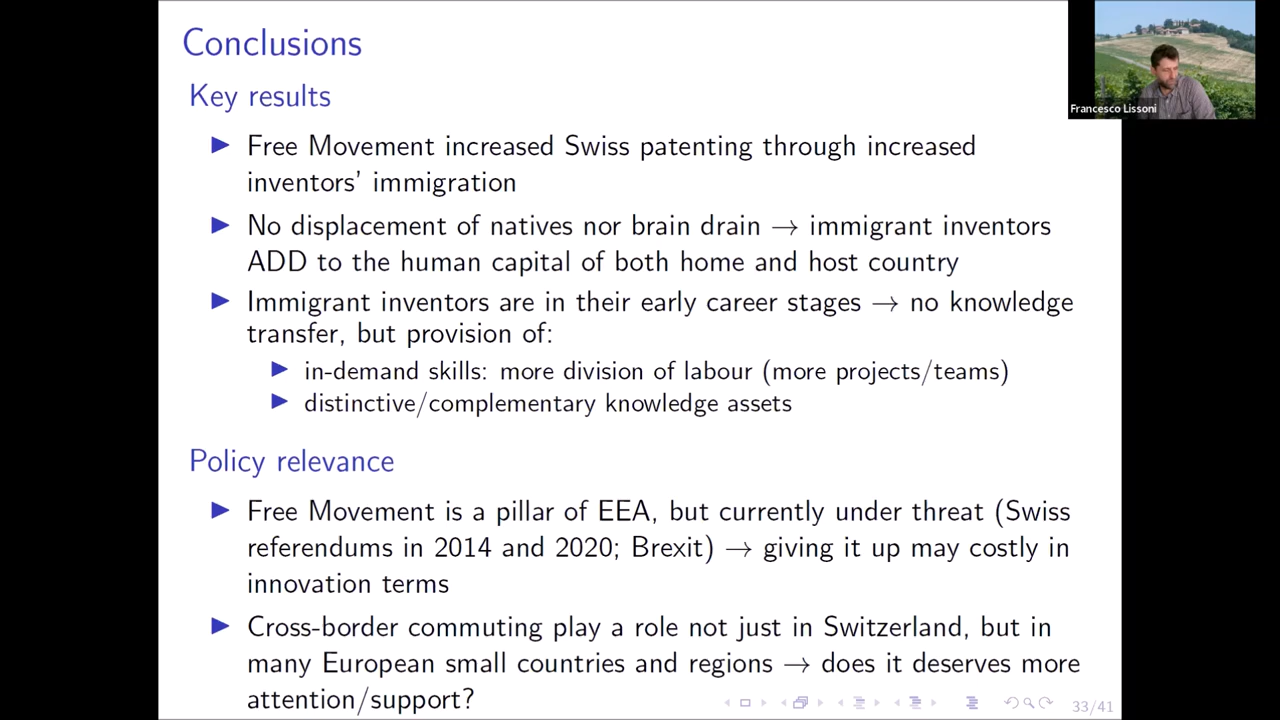 Conclusions
Key results
Free Movement increased Swiss patenting through increased
inventors' immigration
No displacement of natives nor brain drain → immigrant inventors
ADD to the human capital of both home and host country
Immigrant inventors are in their early career stages → no knowledge
transfer, but provision of:
in-demand skills: more division of labour (more projects/teams)
distinctive/complementary knowledge assets
Policy relevance
Free Movement is a pillar of EEA, but currently under threat (Swiss
referendums in 2014 and 2020; Brexit) → giving it up may costly in
innovation terms
Cross-border commuting play a role not just in Switzerland, but in
many European small countries and regions → does it deserves more
attention/support?
33/41
Francesco Lissoni